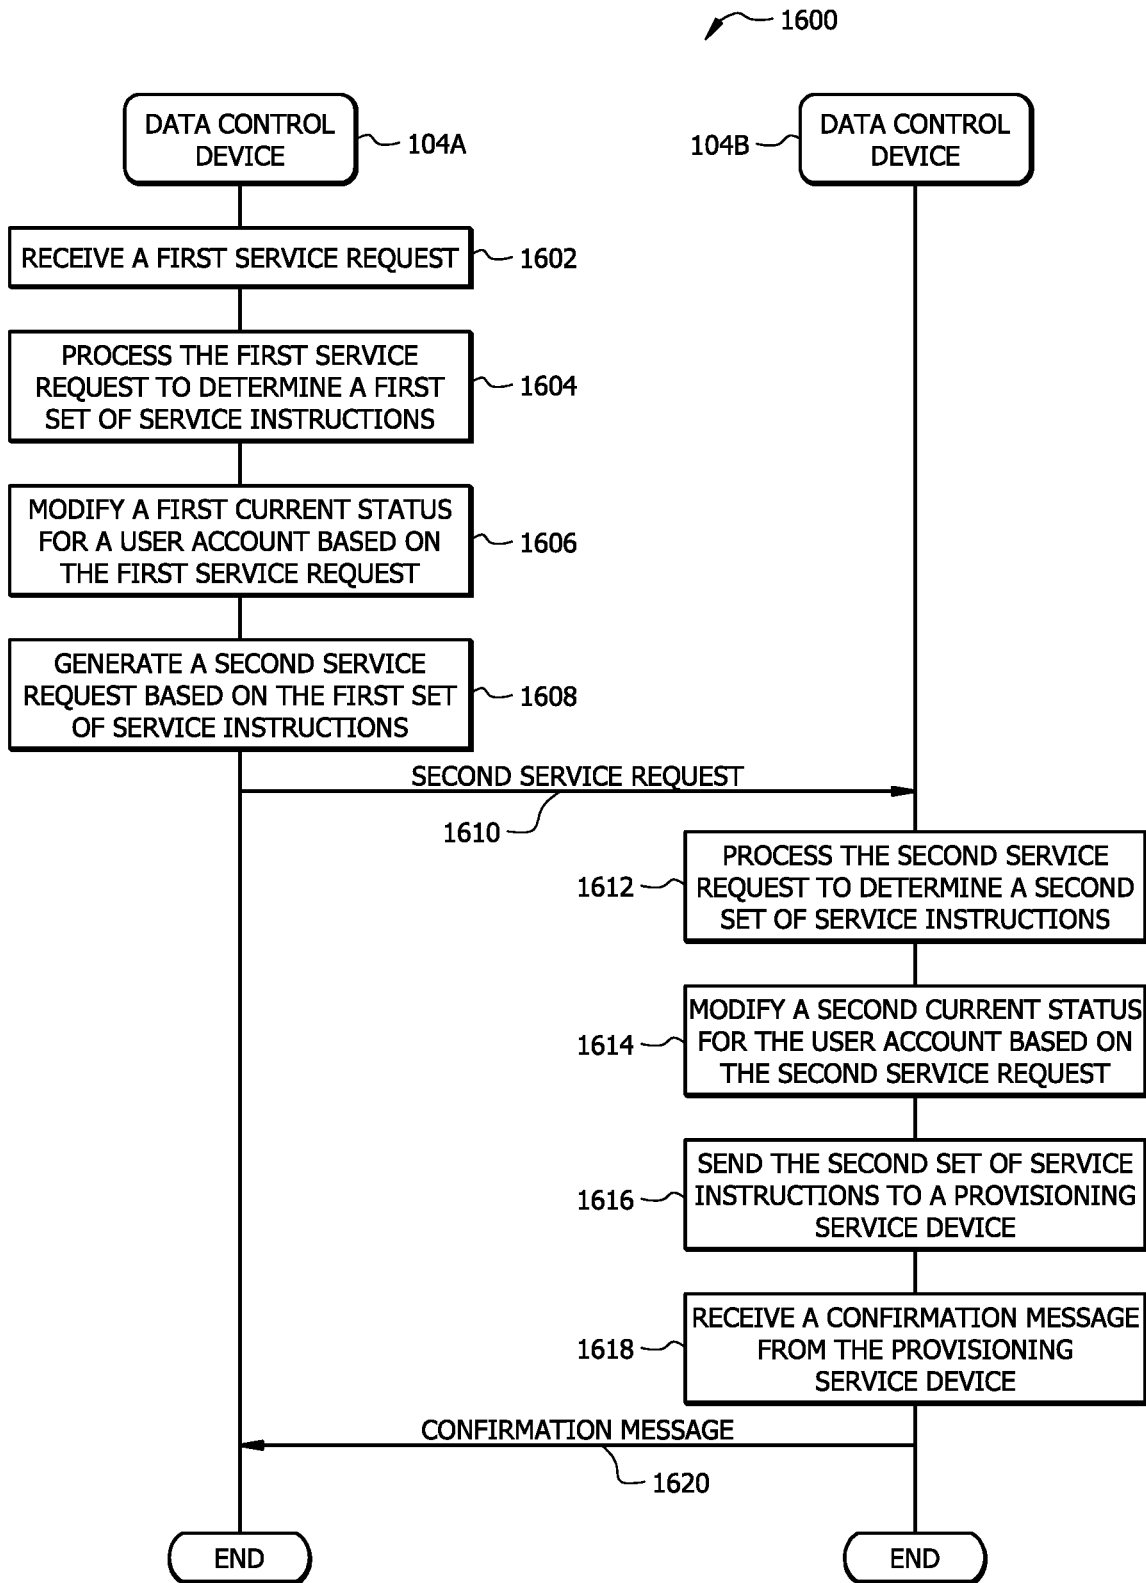 1600
DATA CONTROL
DEVICE
104A
104B
DATA CONTROL
DEVICE
RECEIVE A FIRST SERVICE REQUEST
1602
PROCESS THE FIRST SERVICE
REQUEST TO DETERMINE A FIRST
SET OF SERVICE INSTRUCTIONS
1604
MODIFY A FIRST CURRENT STATUS
FOR A USER ACCOUNT BASED ON
THE FIRST SERVICE REQUEST
1606
GENERATE A SECOND SERVICE
REQUEST BASED ON THE FIRST SET
OF SERVICE INSTRUCTIONS
1608
SECOND SERVICE REQUEST
1610
PROCESS THE SECOND SERVICE
REQUEST TO DETERMINE A SECOND
SET OF SERVICE INSTRUCTIONS
1612
MODIFY A SECOND CURRENT STATUS
FOR THE USER ACCOUNT BASED ON
THE SECOND SERVICE REQUEST
1614
SEND THE SECOND SET OF SERVICE
INSTRUCTIONS TO A PROVISIONING
SERVICE DEVICE
1616
RECEIVE A CONFIRMATION MESSAGE
FROM THE PROVISIONING
SERVICE DEVICE
1618
CONFIRMATION MESSAGE
1620
END
END